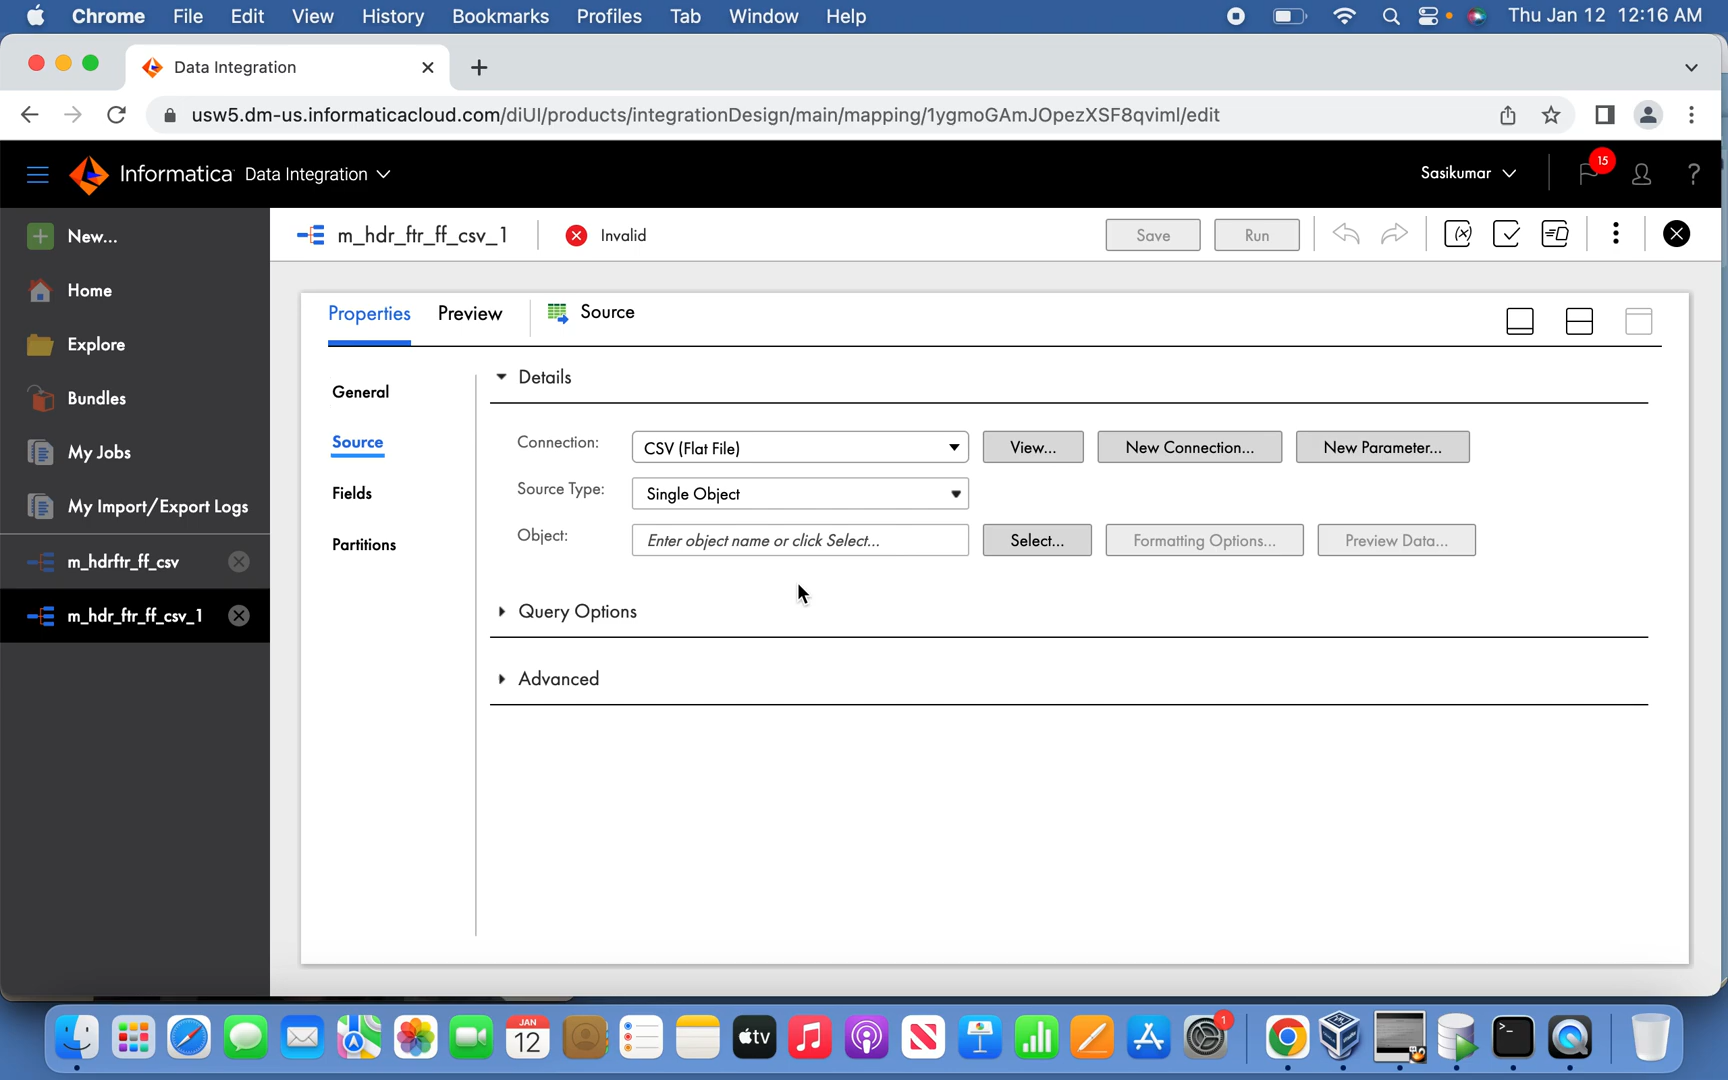 Chrome File Edit View History Bookmarks Profiles Tab Window Help Thu Jan 12 12:16 AM
Data Integration
usw5.dm-us.informaticacloud.com/diUI/products/integrationDesign/main/mapping/1ygmoGAmJOpezXSF8qviml/edit
Informatica Data Integration Sasikumar 15 ?
New...
m_hdr_ftr_ff_csv_1 Invalid Save Run
Home
Properties Preview Source
Explore
Details
General
Bundles
Connection: CSV (Flat File) View... New Connection... New Parameter...
Source
My Jobs
Source Type: Single Object
Fields
My Import/Export Logs
Object: Enter object name or click Select... Select... Formatting Options... Preview Data...
Partitions
m_hdrftr_ff_csv
m_hdr_ftr_ff_csv_1
Query Options
Advanced
JAN
12
tv
1